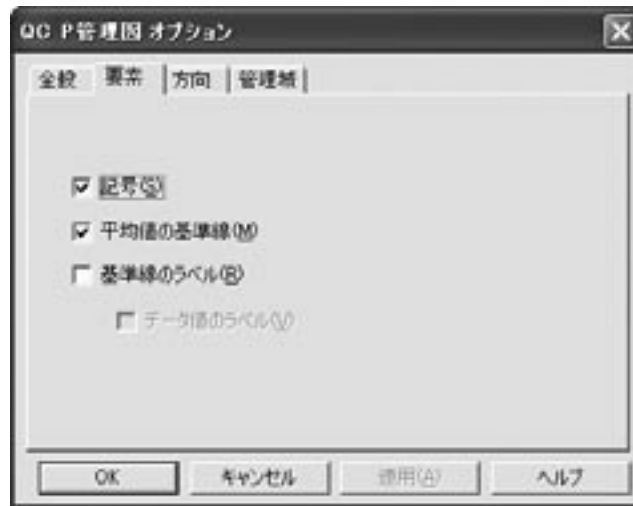 QC P管理図 オプション
全般 要素 方向 管理域
記号(S)
平均値の基準線(M)
基準線のラベル(R)
データ値のラベル(V)
OK キャンセル 適用(A) ヘルプ